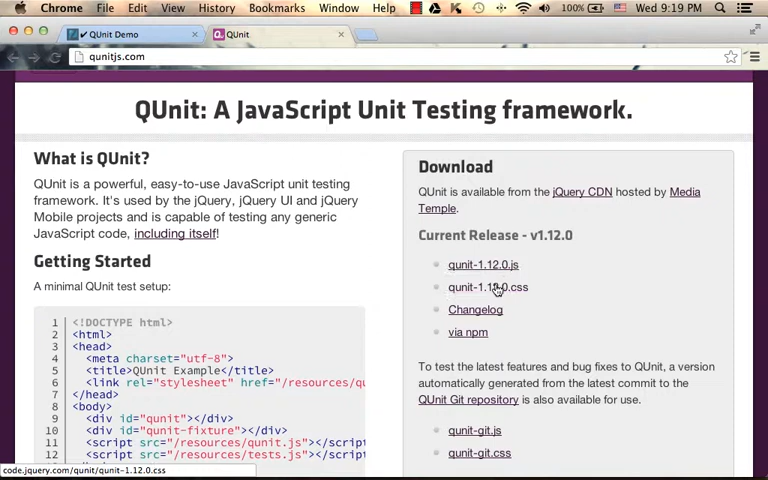 Chrome File Edit View History Bookmarks Window Help 100% Wed 9:19 PM
✔ QUnit Demo × QUnit ×
qunitjs.com
QUnit: A JavaScript Unit Testing framework.
What is QUnit?
QUnit is a powerful, easy-to-use JavaScript unit testing
framework. It's used by the jQuery, jQuery UI and jQuery
Mobile projects and is capable of testing any generic
JavaScript code, including itself!
Getting Started
A minimal QUnit test setup:
1 <!DOCTYPE html>
2 <html>
3 <head>
4 <meta charset="utf-8">
5 <title>QUnit Example</title>
6 <link rel="stylesheet" href="/resources/qu
7 </head>
8 <body>
9 <div id="qunit"></div>
10 <div id="qunit-fixture"></div>
11 <script src="/resources/qunit.js"></script
12 <script src="/resources/tests.js"></script
Download
QUnit is available from the jQuery CDN hosted by Media
Temple.
Current Release - v1.12.0
qunit-1.12.0.js
qunit-1.12.0.css
Changelog
via npm
To test the latest features and bug fixes to QUnit, a version
automatically generated from the latest commit to the
QUnit Git repository is also available for use.
qunit-git.js
qunit-git.css
code.jquery.com/qunit/qunit-1.12.0.css